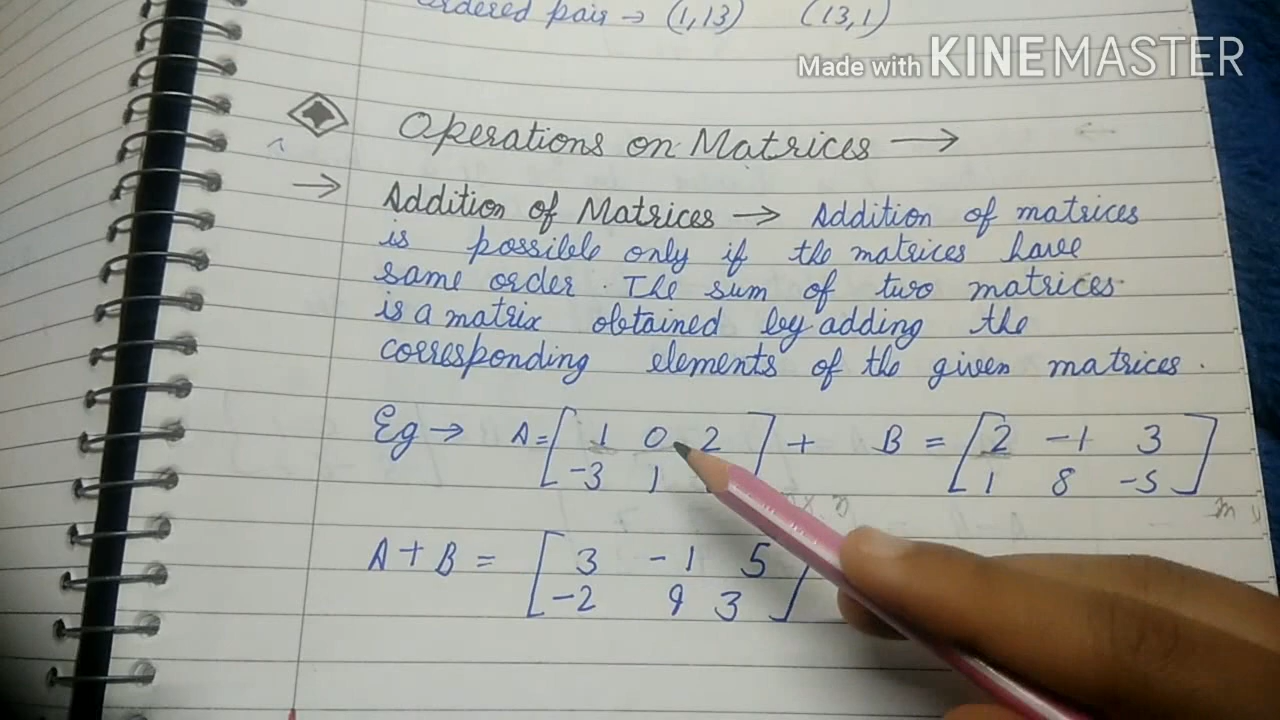 ordered pair → (1,13) (13,1)
Made with KINEMASTER
Operations on Matrices →
→ Addition of Matrices → Addition of matrices
is possible only if the matrices have
same order. The sum of two matrices
is a matrix obtained by adding the
corresponding elements of the given matrices.
Eg → A = [ 1 0 2 ] + B = [ 2 -1 3 ]
-3 1 1 8 -5
A + B = [ 3 -1 5 ]
-2 9 3